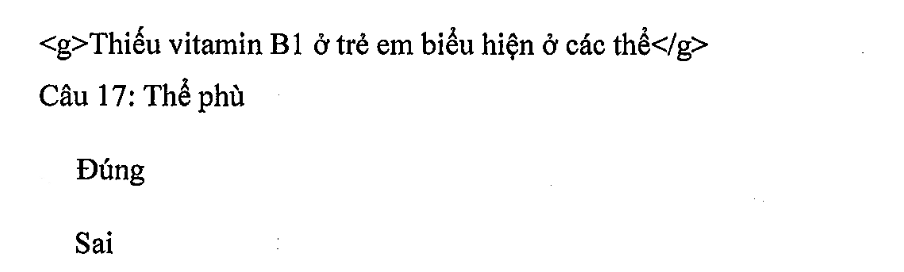 <g>Thiếu vitamin B1 ở trẻ em biểu hiện ở các thể</g>
Câu 17: Thể phù
Đúng
Sai